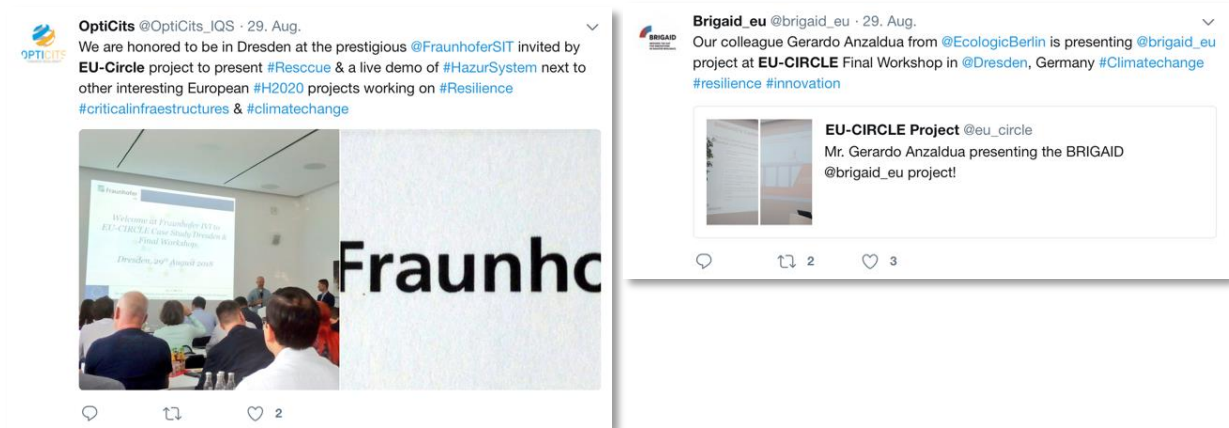 OPTICITS
OptiCits @OptiCits_IQS · 29. Aug.
We are honored to be in Dresden at the prestigious @FraunhoferSIT invited by
EU-Circle project to present #Resccue & a live demo of #HazurSystem next to
other interesting European #H2020 projects working on #Resilience
#criticalinfraestructures & #climatechange
Fraunhofer
Welcome at Fraunhofer IVI to
EU-CIRCLE Case Study Dresden &
Final Workshop
Dresden, 29th August 2018
Fraunho
2
BRIGAID
Brigaid_eu @brigaid_eu · 29. Aug.
Our colleague Gerardo Anzaldua from @EcologicBerlin is presenting @brigaid_eu
project at EU-CIRCLE Final Workshop in @Dresden, Germany #Climatechange
#resilience #innovation
EU-CIRCLE Project @eu_circle
Mr. Gerardo Anzaldua presenting the BRIGAID
@brigaid_eu project!
2 3